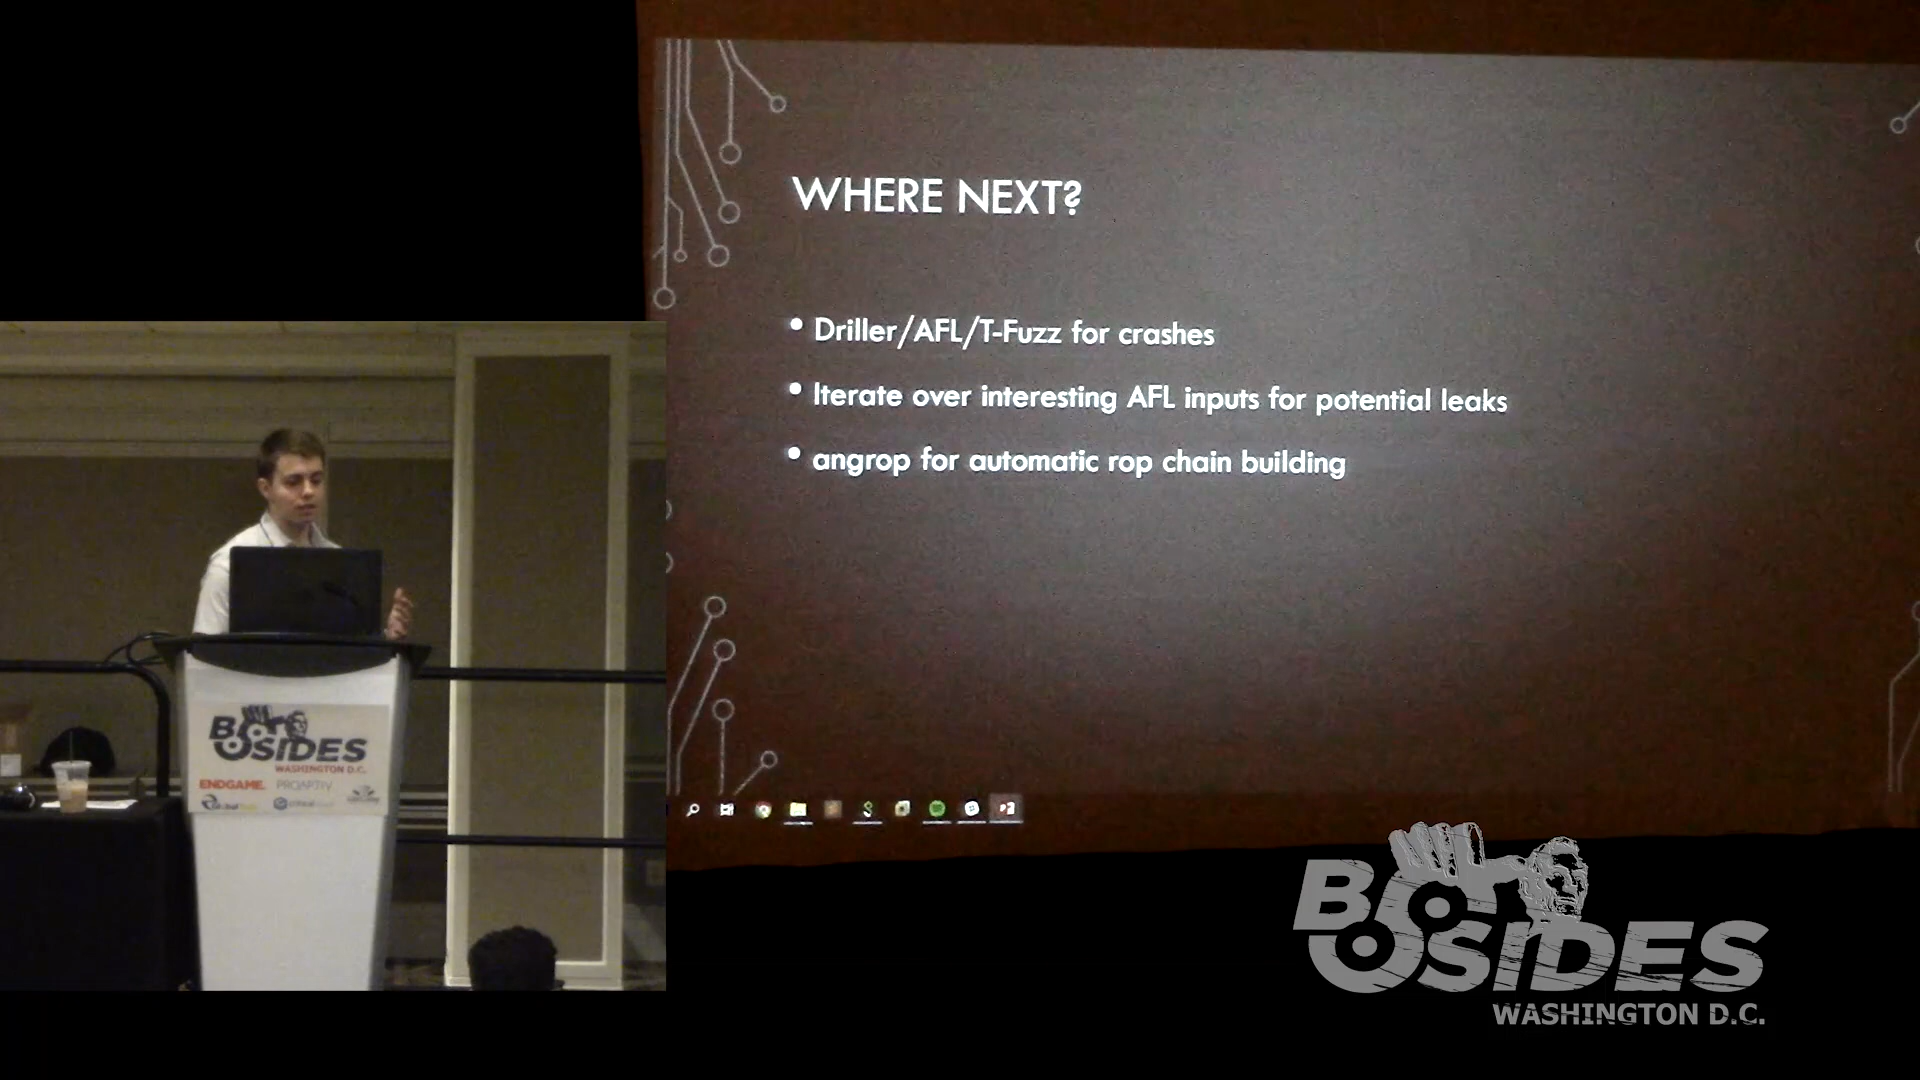 WHERE NEXT?
• Driller/AFL/T-Fuzz for crashes
• Iterate over interesting AFL inputs for potential leaks
• angrop for automatic rop chain building
BSIDES
WASHINGTON D.C.
ENDGAME. PROAPTIV
BSIDES
WASHINGTON D.C.